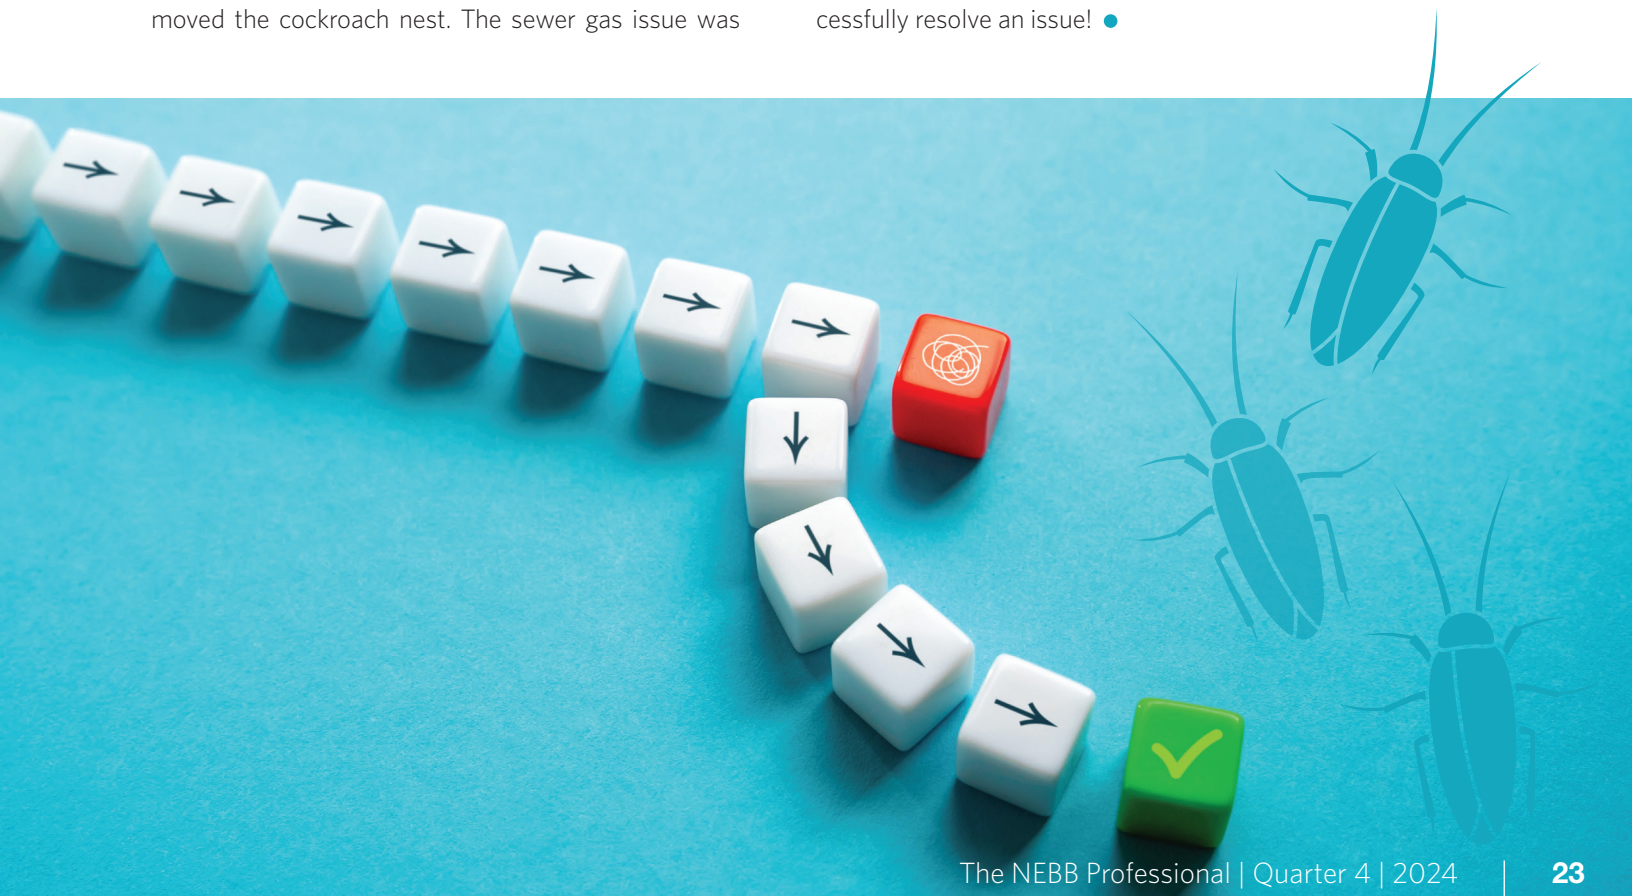 moved the cockroach nest. The sewer gas issue was
cessfully resolve an issue! ●
The NEBB Professional | Quarter 4 | 2024 | 23